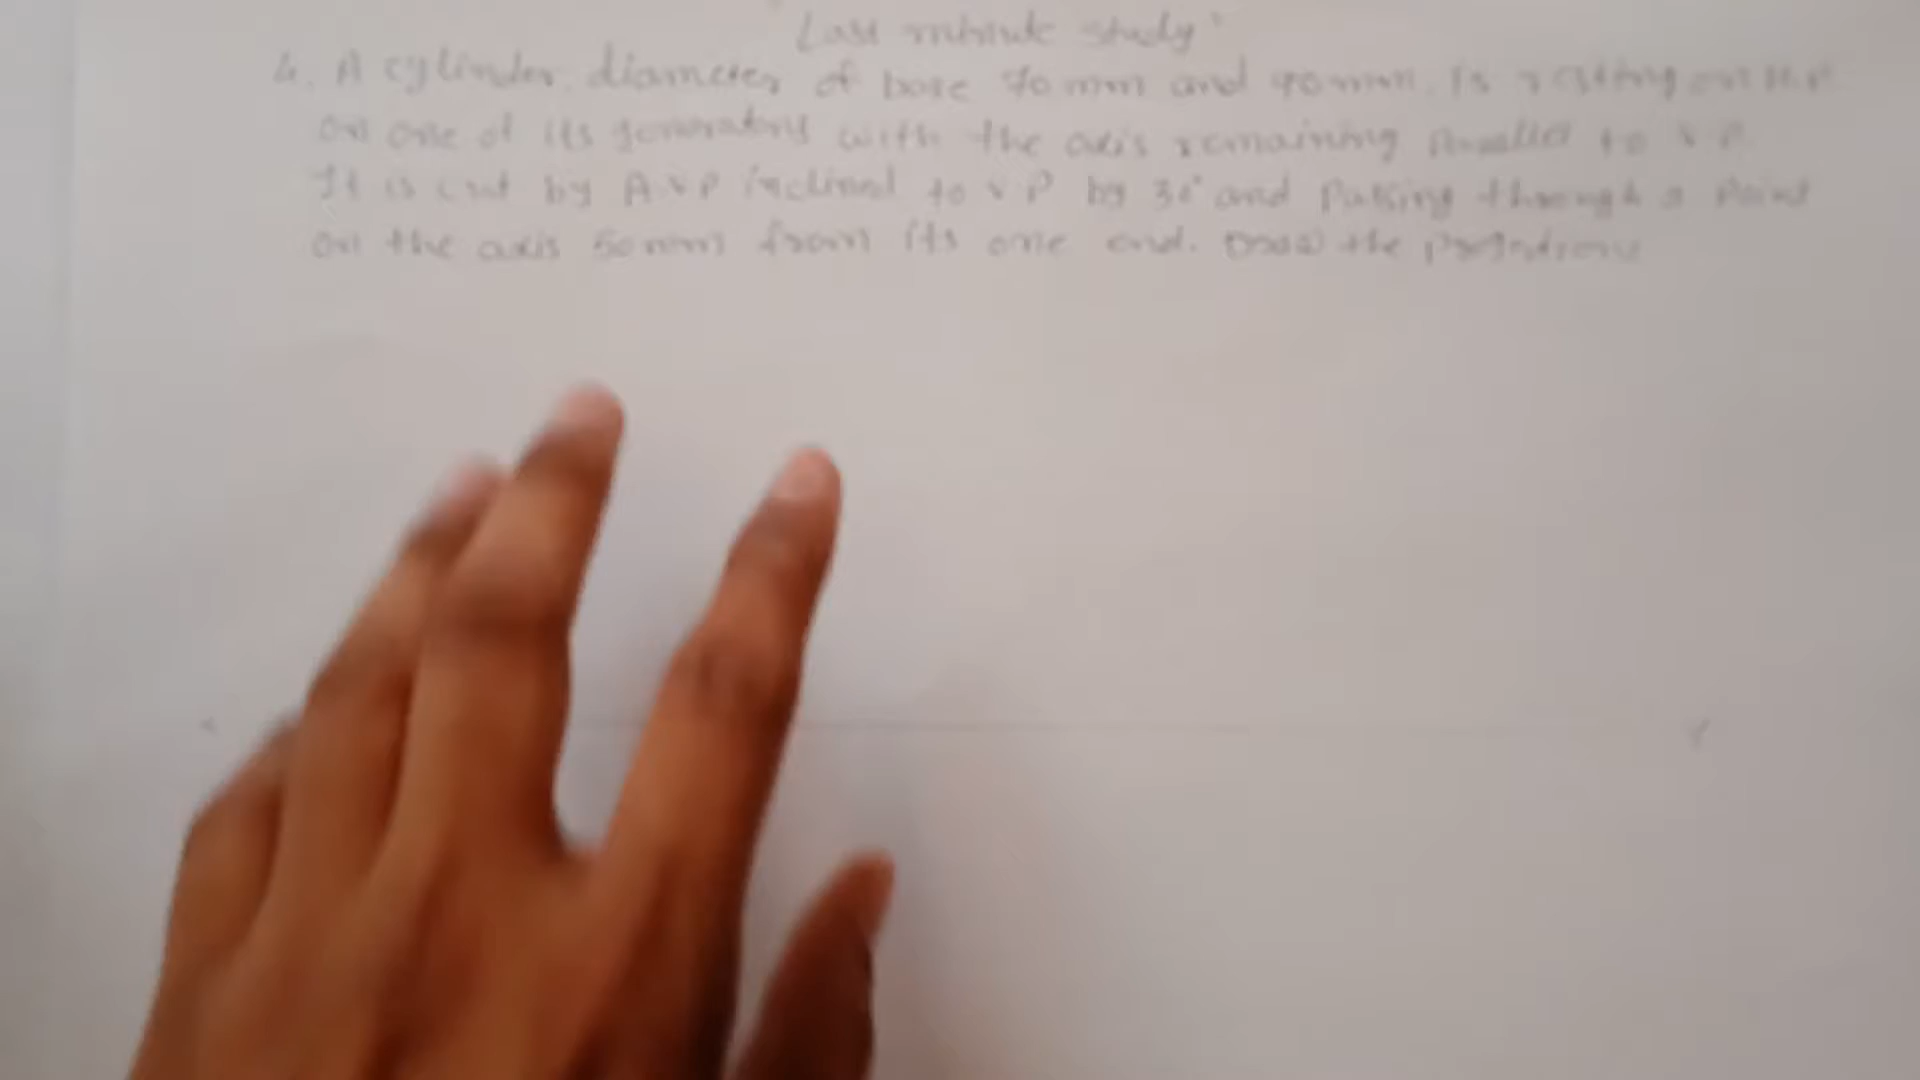 "Last minute study"
4. A cylinder, diameter of base 70 mm and 90 mm, is resting on H.P
on one of its generators with the axis remaining Parallel to V.P.
It is cut by A.V.P inclined to V.P by 30° and Passing through a Point
on the axis 50 mm from its one end. Draw the Projections
X Y